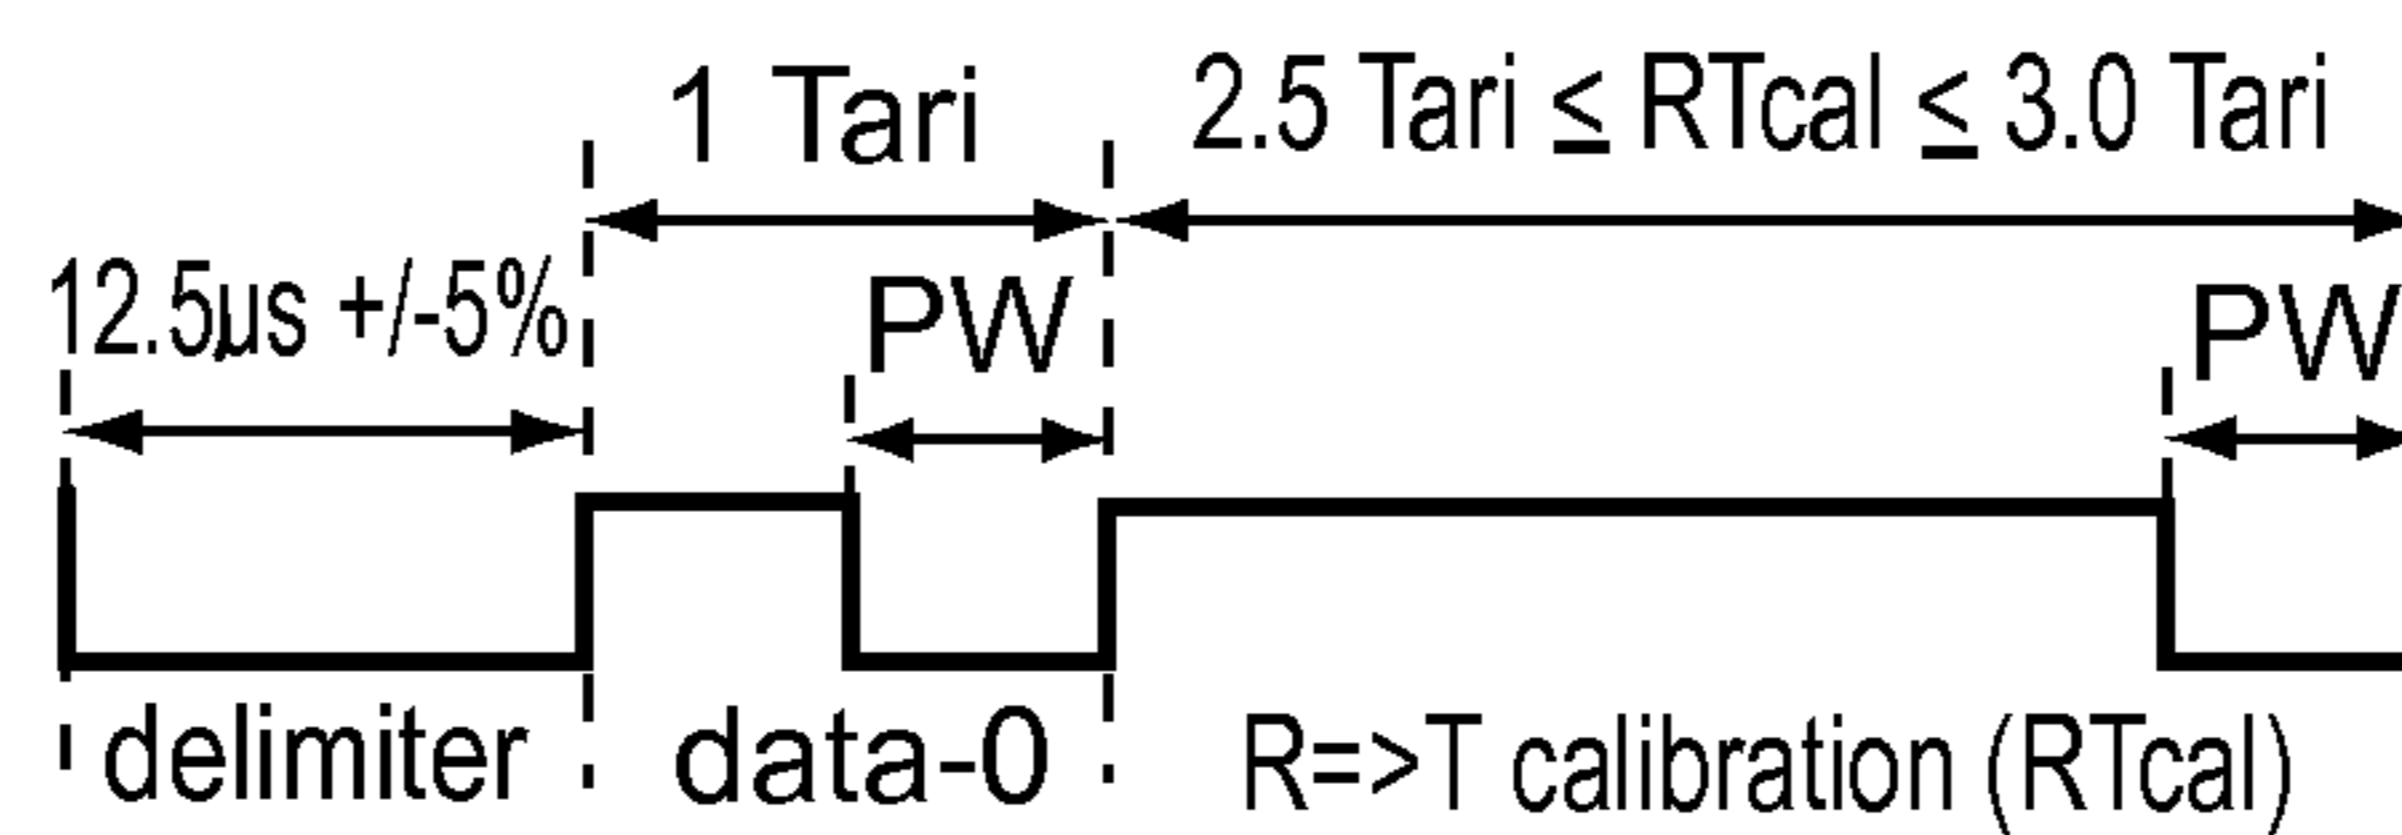 1 Tari
2.5 Tari ≤ RTcal ≤ 3.0 Tari
12.5µs +/-5%
PW
PW
delimiter
data-0
R=>T calibration (RTcal)